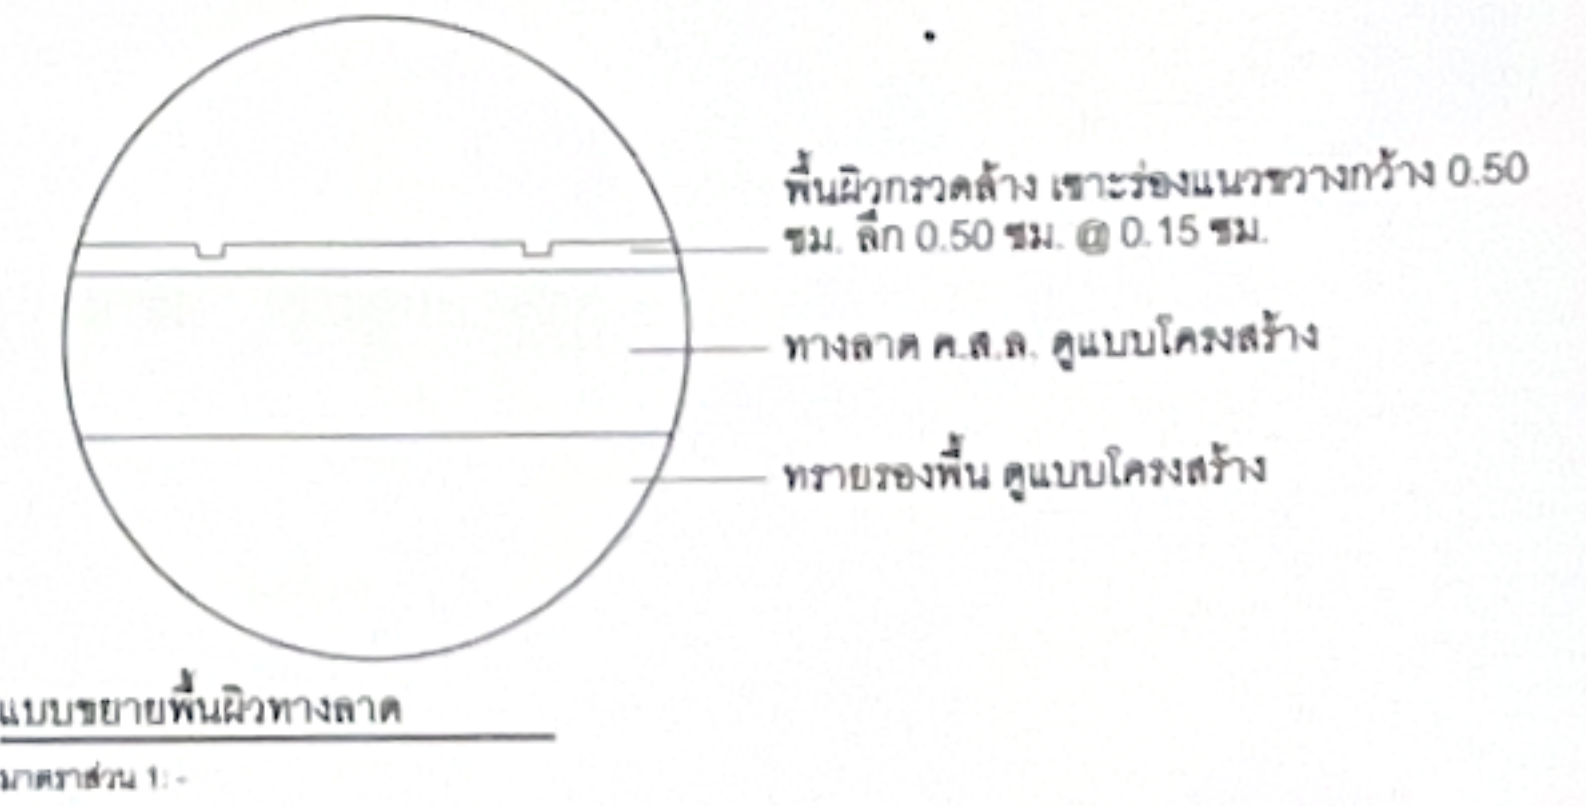 พื้นผิวกรวดล้าง เซาะร่องแนวขวางกว้าง 0.50
ซม. ลึก 0.50 ซม. @ 0.15 ซม.
ทางลาด ค.ส.ล. ดูแบบโครงสร้าง
ทรายรองพื้น ดูแบบโครงสร้าง
แบบขยายพื้นผิวทางลาด
มาตราส่วน 1:-